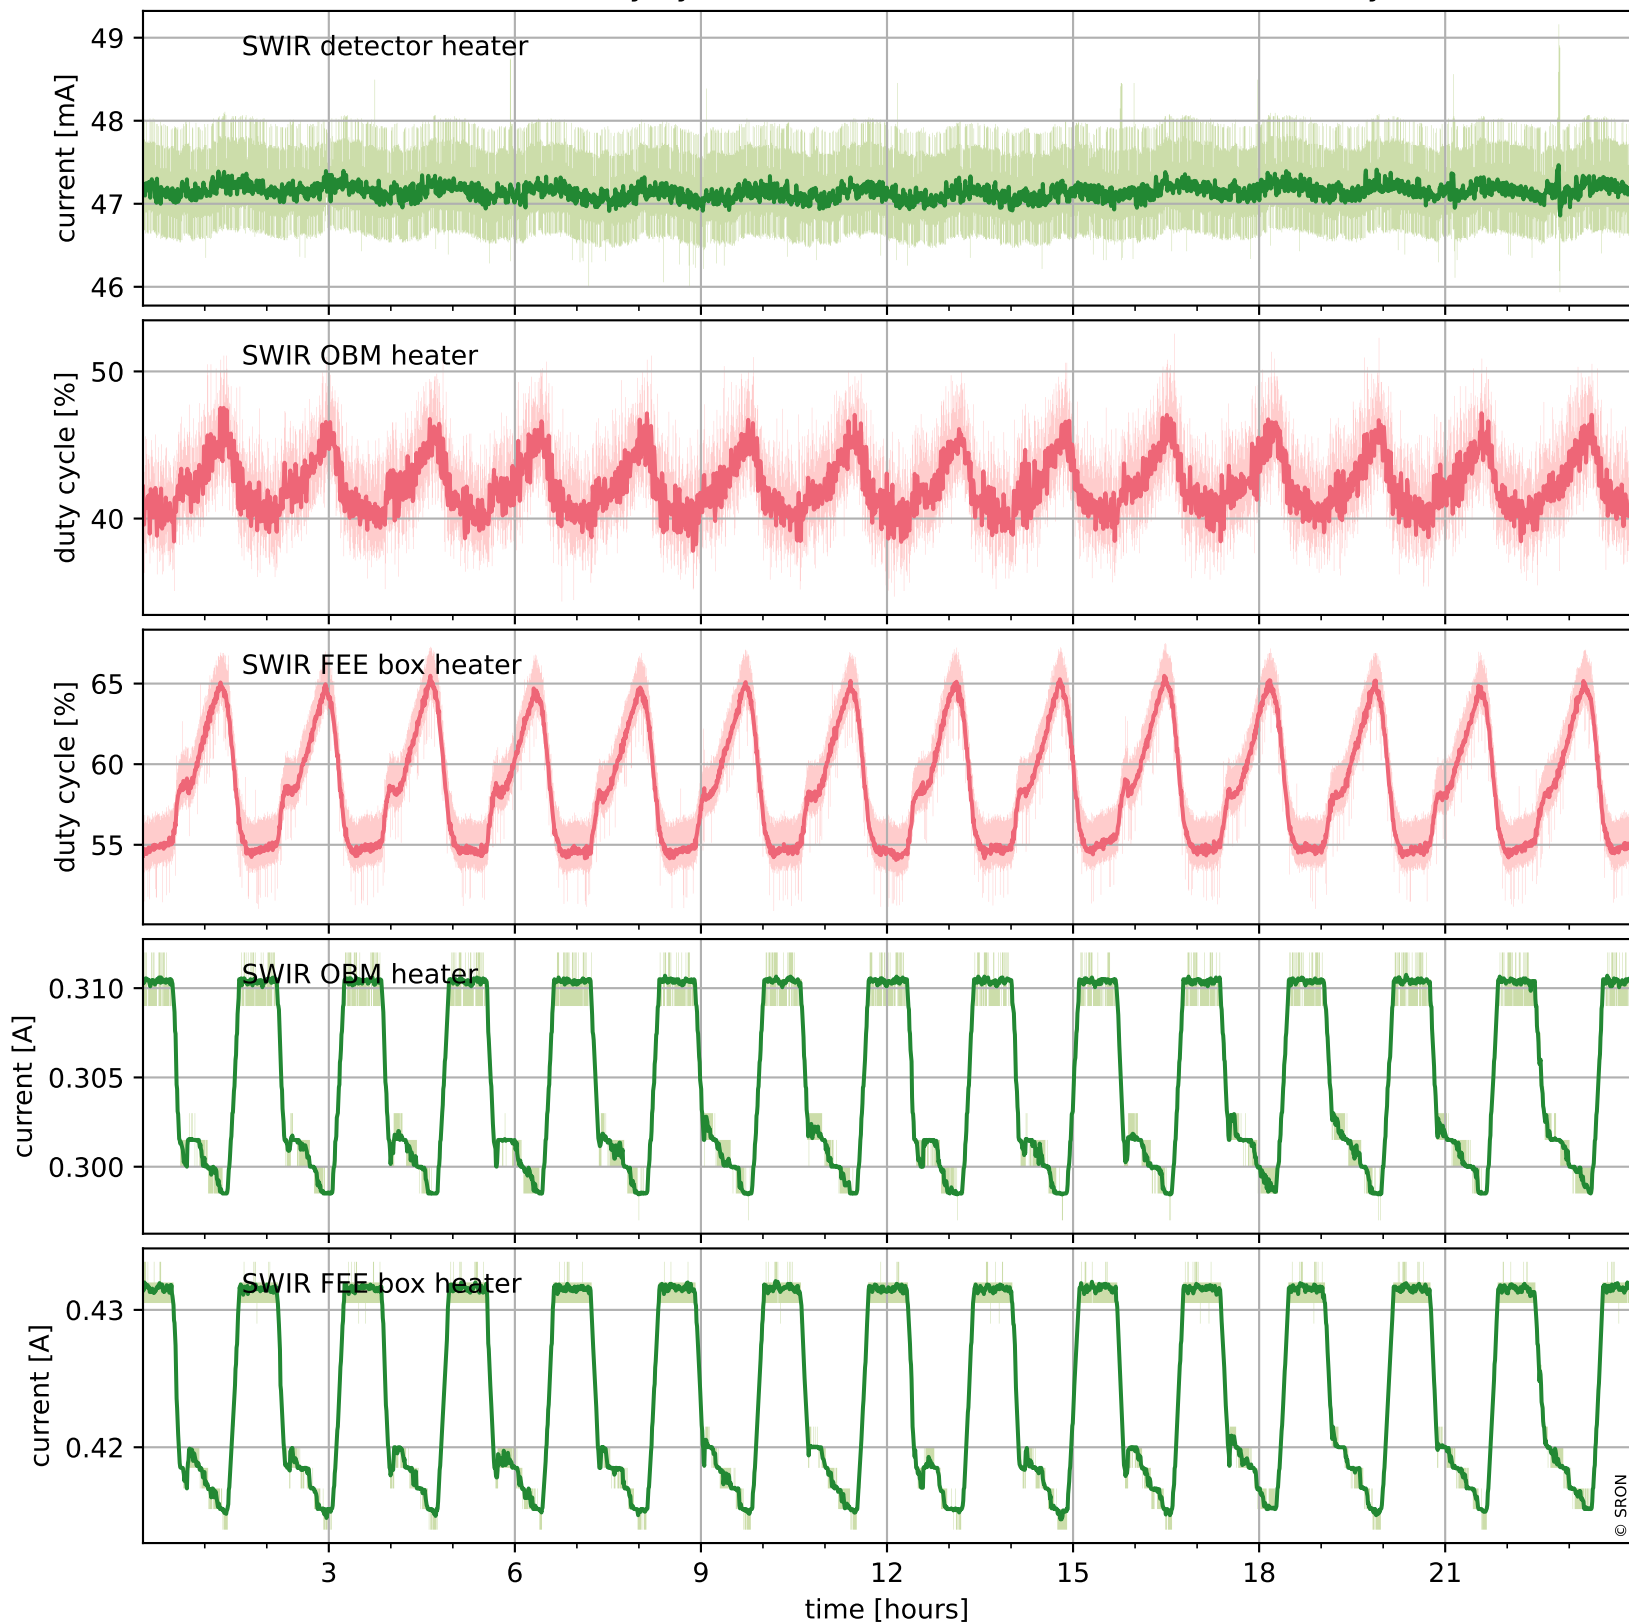 SWIR detector heater
current [mA]
49
48
47
46
SWIR OBM heater
duty cycle [%]
50
40
SWIR FEE box heater
duty cycle [%]
65
60
55
SWIR OBM heater
current [A]
0.310
0.305
0.300
SWIR FEE box heater
current [A]
0.43
0.42
© SRON
3 6 9 12 15 18 21
time [hours]